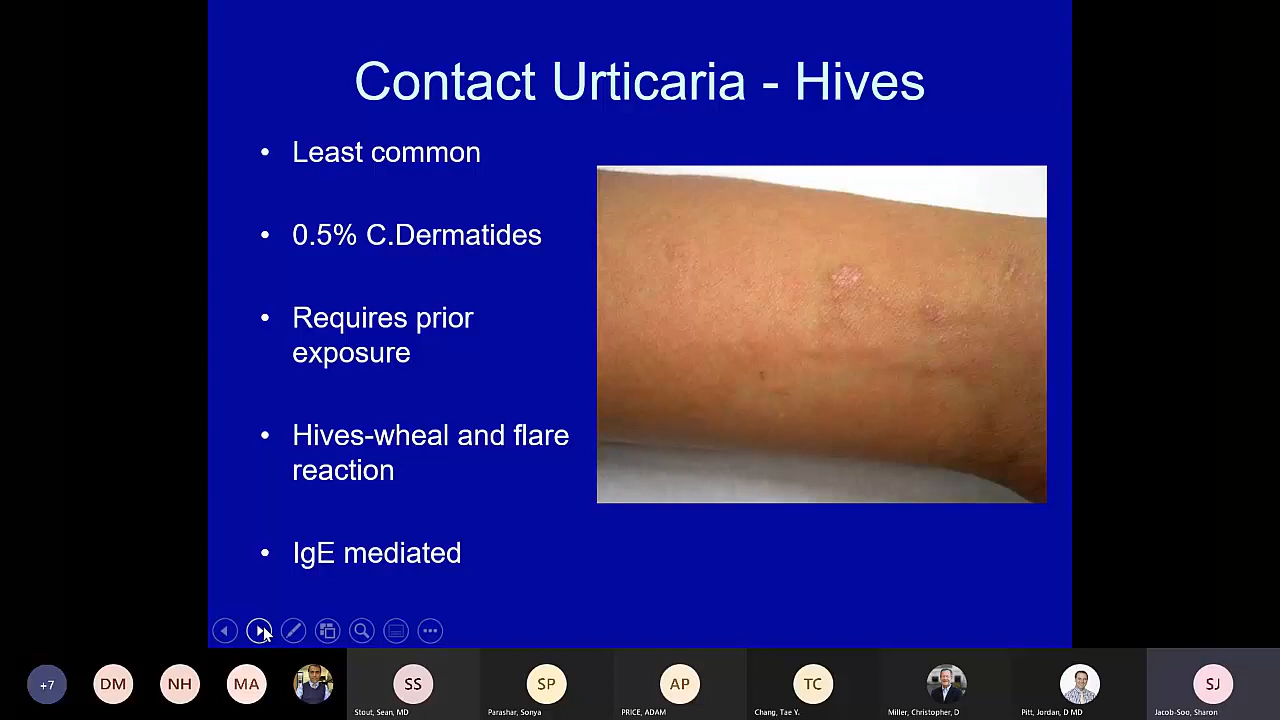 Contact Urticaria - Hives
• Least common
• 0.5% C.Dermatides
• Requires prior
exposure
• Hives-wheal and flare
reaction
• IgE mediated
+7
DM
NH
MA
SS
SP
AP
TC
SJ
Stout, Sean, MD
Parashar, Sonya
PRICE, ADAM
Chang, Tae Y.
Miller, Christopher, D
Pitt, Jordan, D MD
Jacob-Soo, Sharon